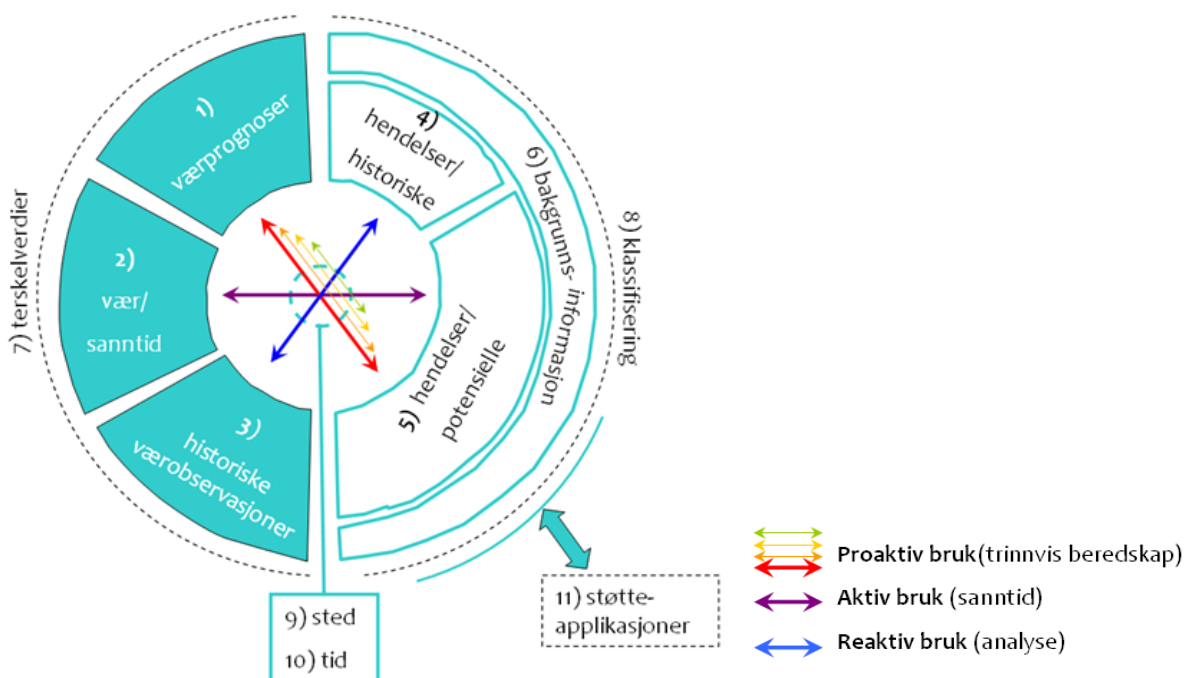 1)
værprognoser
2)
vær/
sanntid
3)
historiske
værobservasjoner
4)
hendelser/
historiske
5) hendelser/
potensielle
6) bakgrunns- informasjon
7) terskelverdier
8) klassifisering
9) sted
10) tid
11) støtte-
applikasjoner
Proaktiv bruk(trinnvis beredskap)
Aktiv bruk (sanntid)
Reaktiv bruk (analyse)